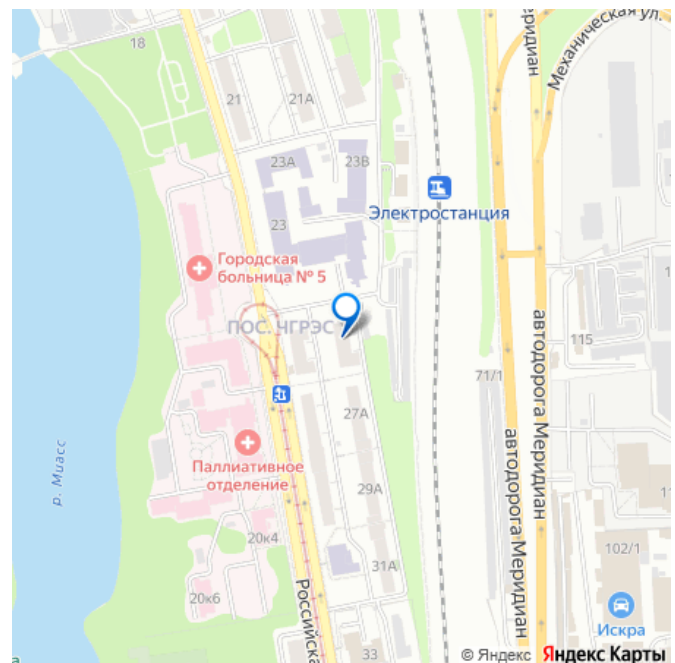 18
21
21А
23А
23В
23
Меридиан
Механическая ул.
Электростанция
Городская
больница № 5
ПОС. ЧГРЭС
автодорога Меридиан
115
71/1
27А
автодорога Меридиан
р. Миасс
Паллиативное
отделение
29А
20к4
31А
102/1
20к6
Искра
33
© Яндекс Яндекс Карты